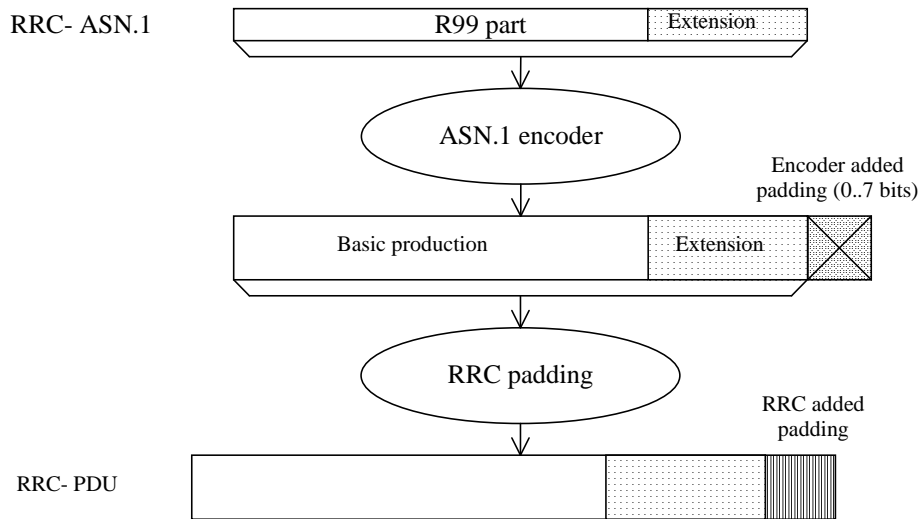 RRC- ASN.1
R99 part
Extension
ASN.1 encoder
Encoder added
padding (0..7 bits)
Basic production
Extension
RRC padding
RRC added
padding
RRC- PDU